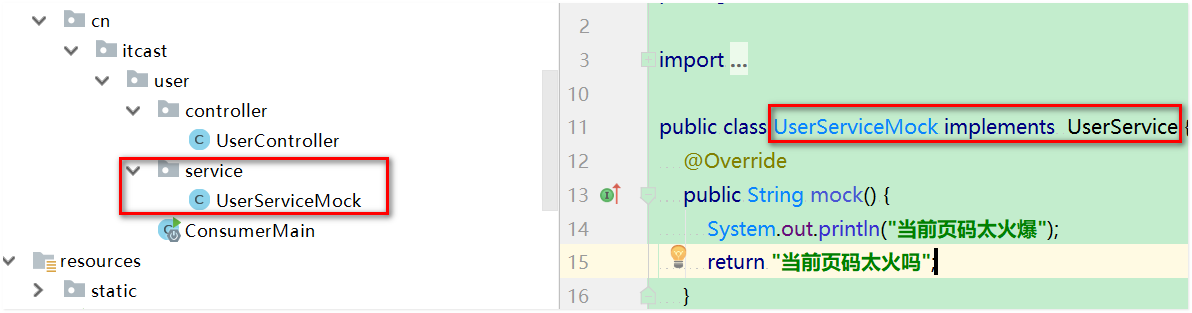 cn
itcast
user
controller
UserController
service
UserServiceMock
ConsumerMain
resources
static
2
3 import ...
10
11 public class UserServiceMock implements UserService {
12 @Override
13 public String mock() {
14 System.out.println("当前页码太火爆");
15 return "当前页码太火吗";
16 }